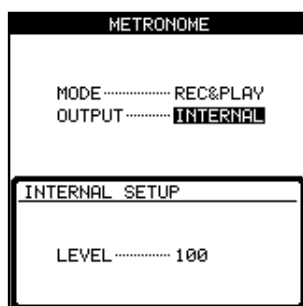 METRONOME
MODE ............... REC&PLAY
OUTPUT .......... INTERNAL
INTERNAL SETUP
LEVEL ............. 100